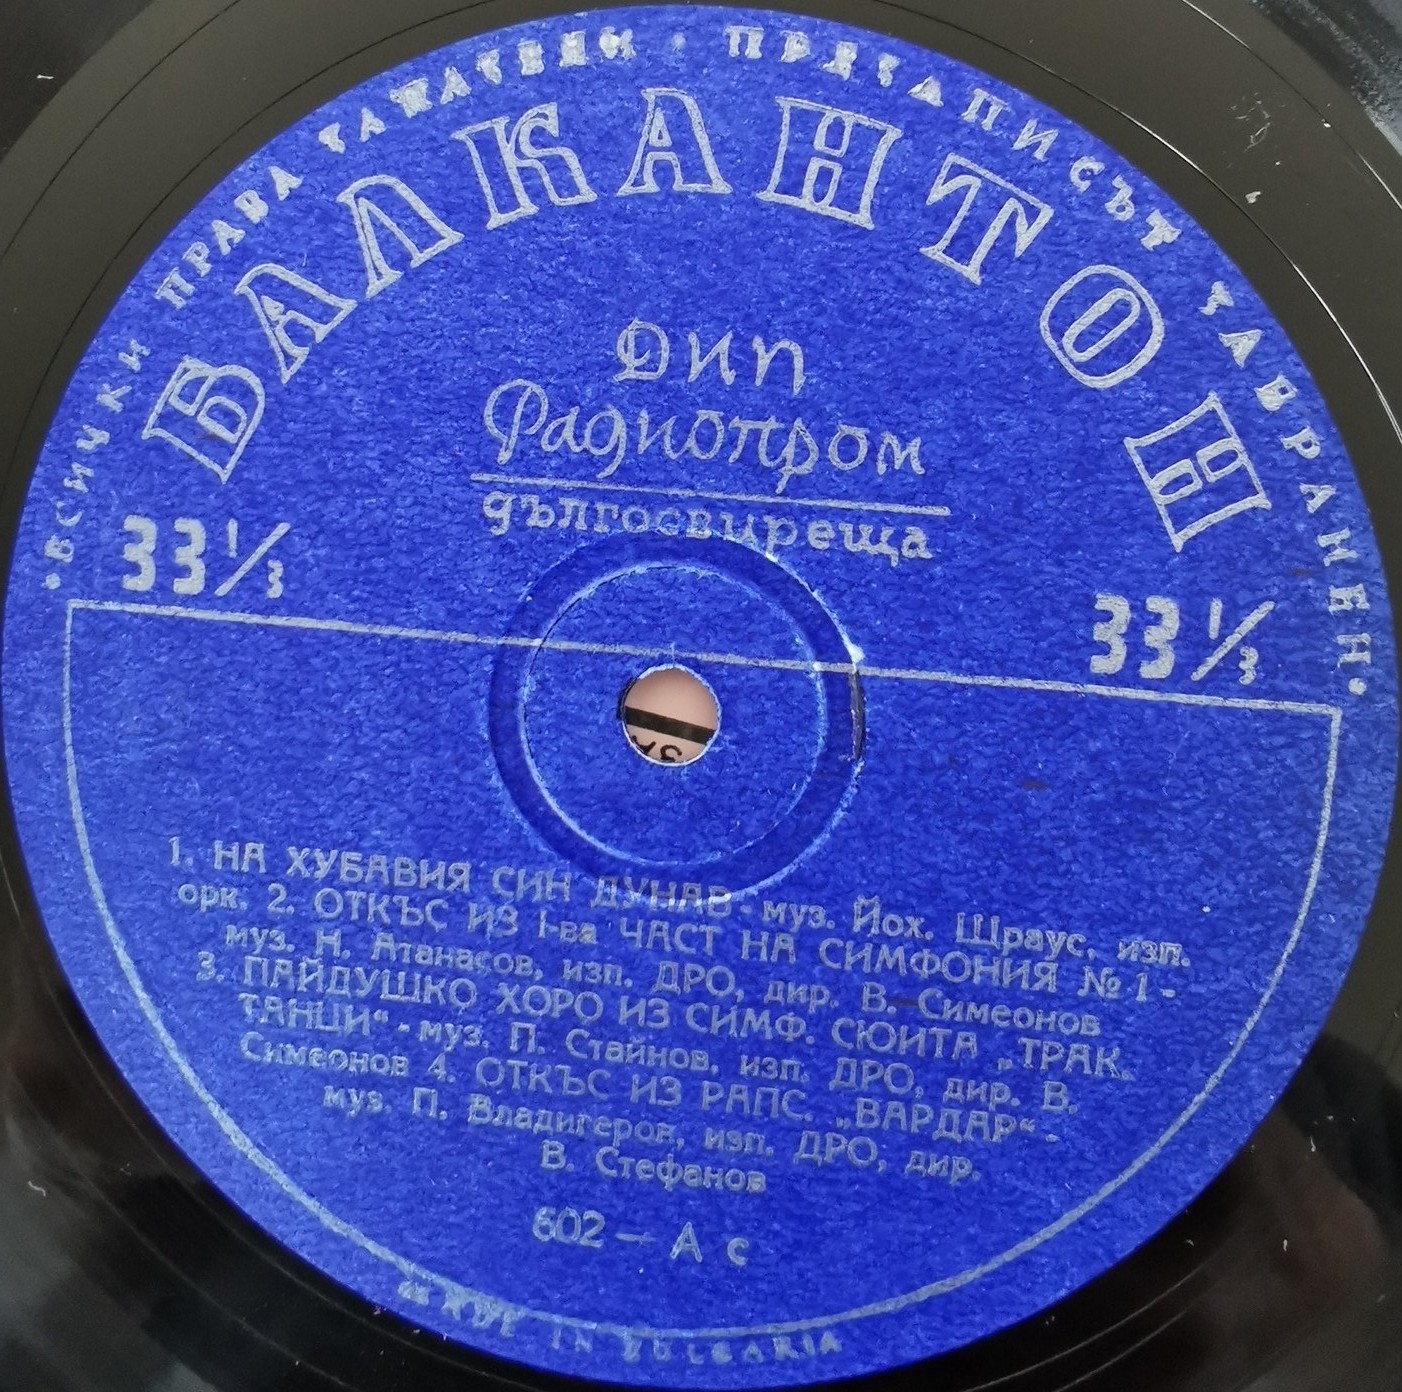 •ВСИЧКИ ПРАВА ЗАПАЗЕНИ • ПРЕЗАПИСЪТ ЗАБРАНЕН•
БАЛКАНТОН
ДИП
Радиопром
дългосвиреща
33 1/3
33 1/3
1. НА ХУБАВИЯ СИН ДУНАВ - муз. Йох. Щраус, изп.
орк. 2. ОТКЪС ИЗ I-ва ЧАСТ НА СИМФОНИЯ № 1 -
муз. Н. Атанасов, изп. ДРО, дир. В. Симеонов
3. ПАЙДУШКО ХОРО ИЗ СИМФ. СЮИТА „ТРАК.
ТАНЦИ“ - муз. П. Стайнов, изп. ДРО, дир. В.
Симеонов 4. ОТКЪС ИЗ РАПС. „ВАРДАР“ -
муз. П. Владигеров, изп. ДРО, дир.
В. Стефанов
602 — А с
MADE IN BULGARIA